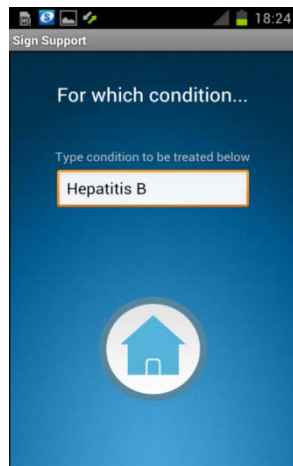 18:24
Sign Support
For which condition...
Type condition to be treated below
Hepatitis B